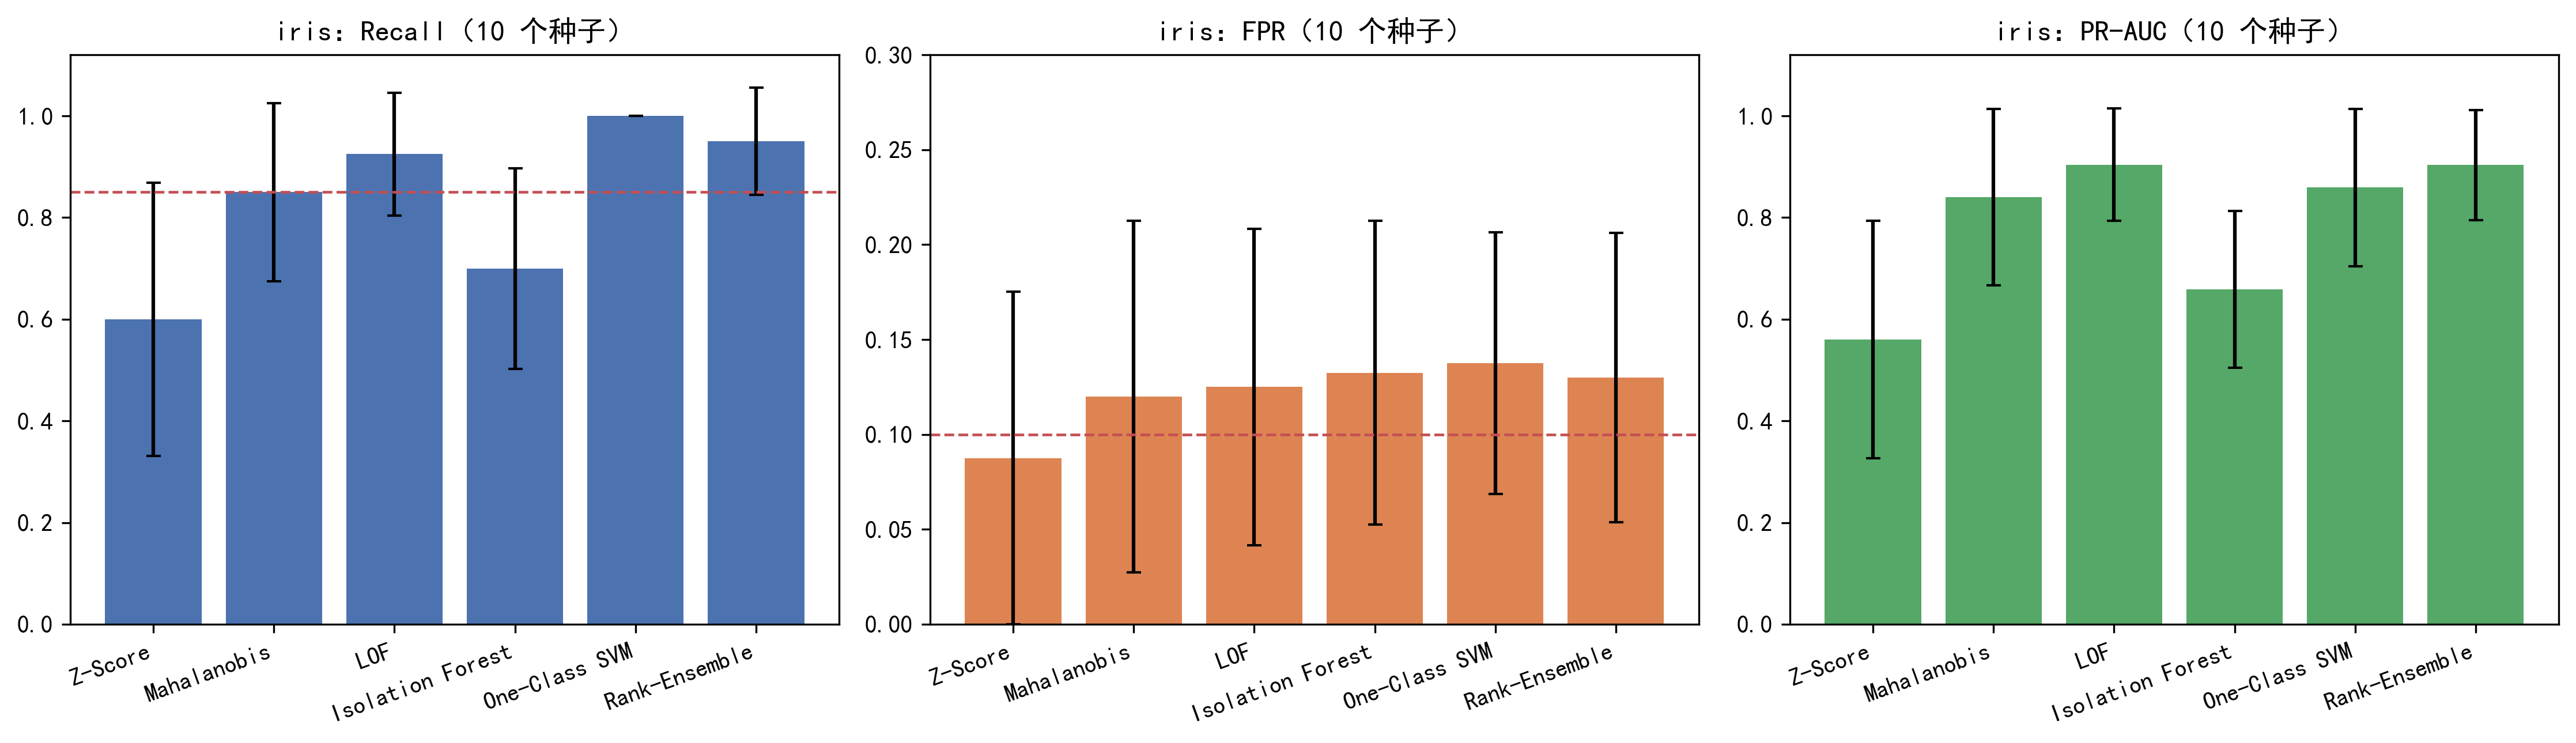 iris：Recall（10 个种子）
1.0
0.8
0.6
0.4
0.2
0.0
Z-Score
Mahalanobis
LOF
Isolation Forest
One-Class SVM
Rank-Ensemble
iris：FPR（10 个种子）
0.30
0.25
0.20
0.15
0.10
0.05
0.00
Z-Score
Mahalanobis
LOF
Isolation Forest
One-Class SVM
Rank-Ensemble
iris：PR-AUC（10 个种子）
1.0
0.8
0.6
0.4
0.2
0.0
Z-Score
Mahalanobis
LOF
Isolation Forest
One-Class SVM
Rank-Ensemble